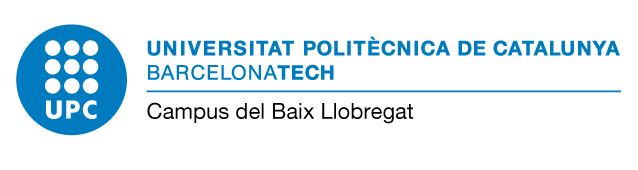 UPC
UNIVERSITAT POLITÈCNICA DE CATALUNYA
BARCELONATECH
Campus del Baix Llobregat